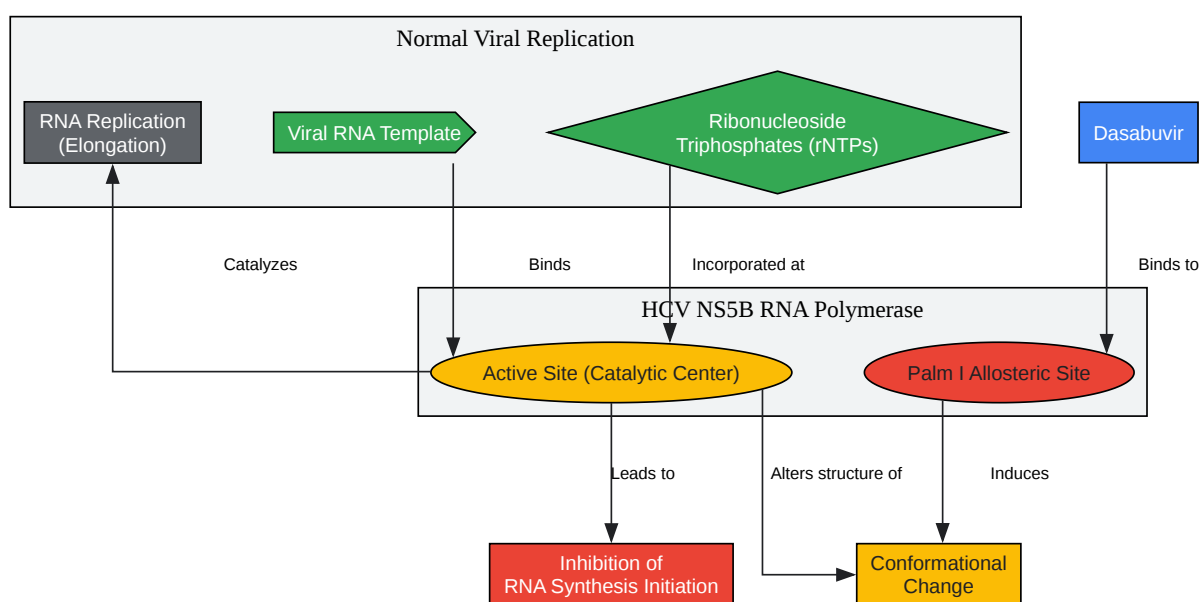 Normal Viral Replication
RNA Replication
(Elongation)
Viral RNA Template
Ribonucleoside
Triphosphates (rNTPs)
Dasabuvir
Catalyzes
Binds
Incorporated at
Binds to
HCV NS5B RNA Polymerase
Active Site (Catalytic Center)
Palm I Allosteric Site
Leads to
Alters structure of
Induces
Inhibition of
RNA Synthesis Initiation
Conformational
Change